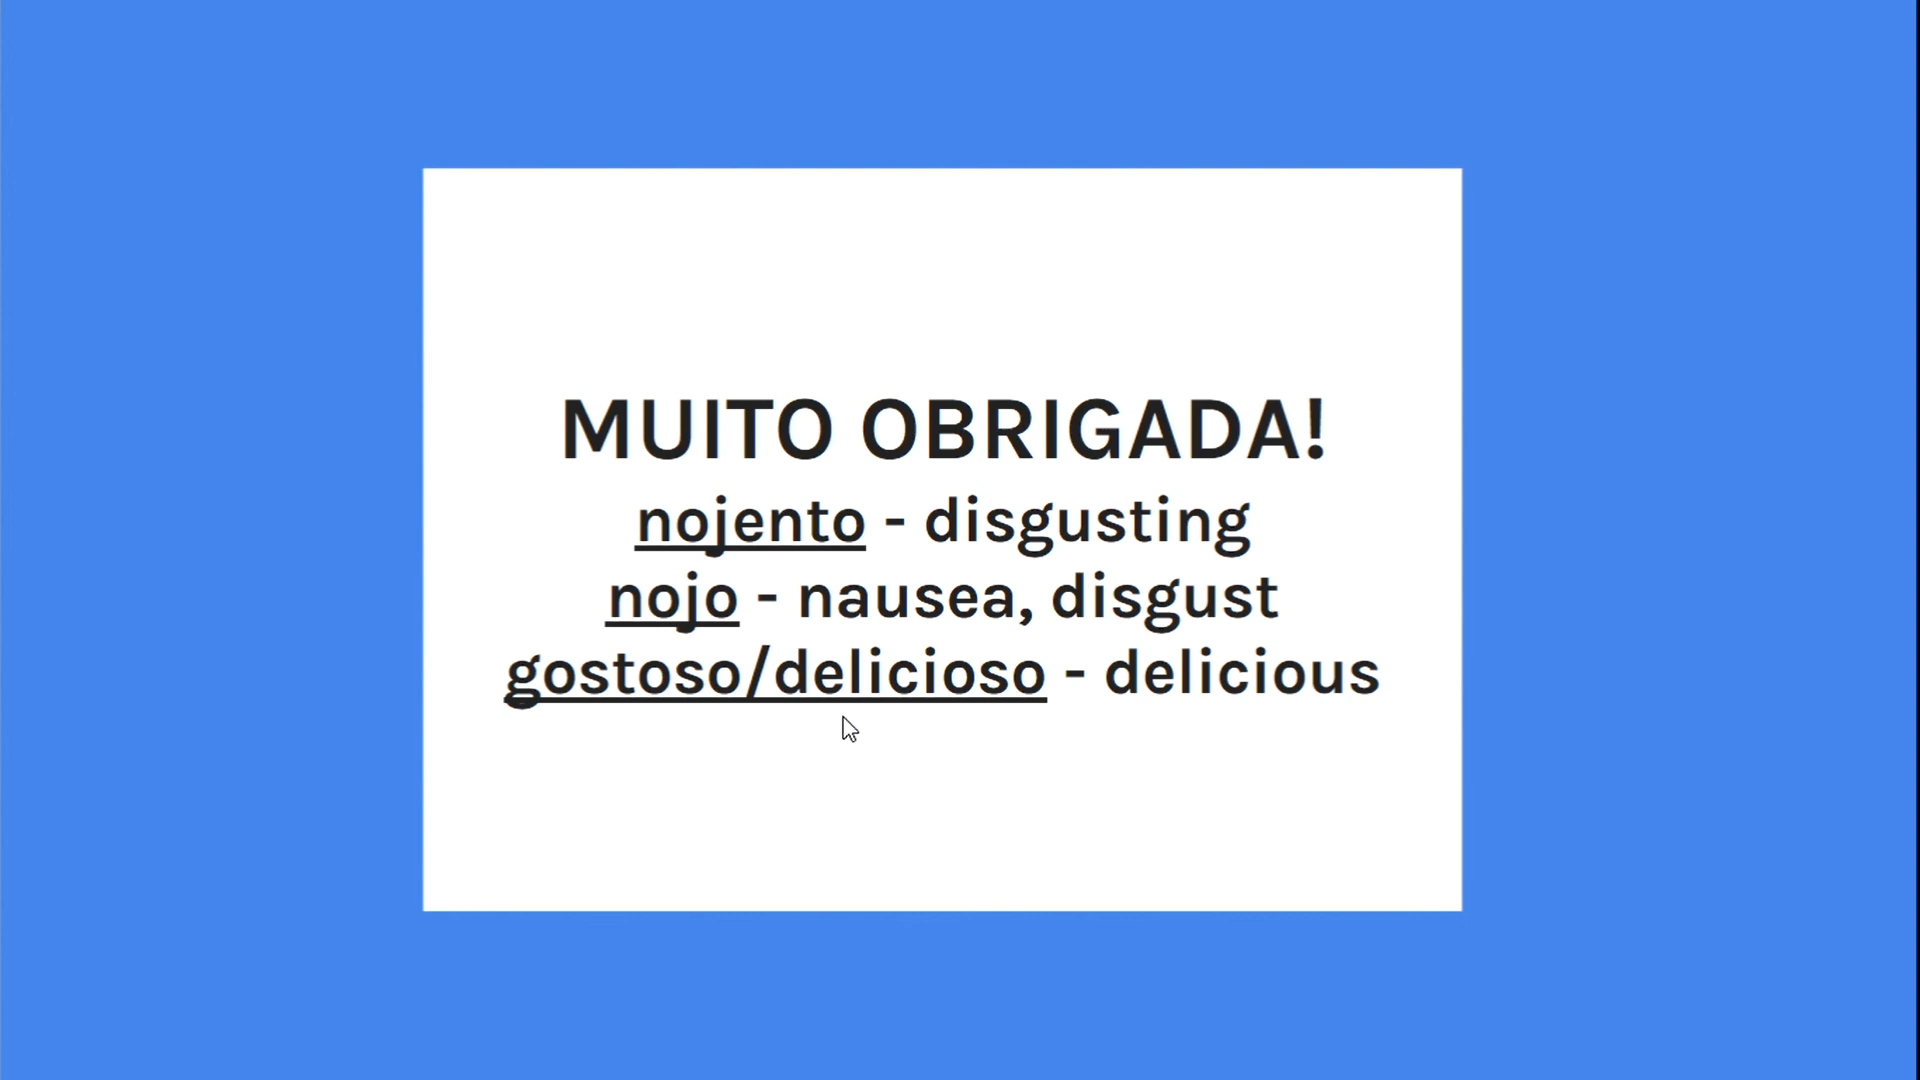 MUITO OBRIGADA!
nojento - disgusting
nojo - nausea, disgust
gostoso/delicioso - delicious